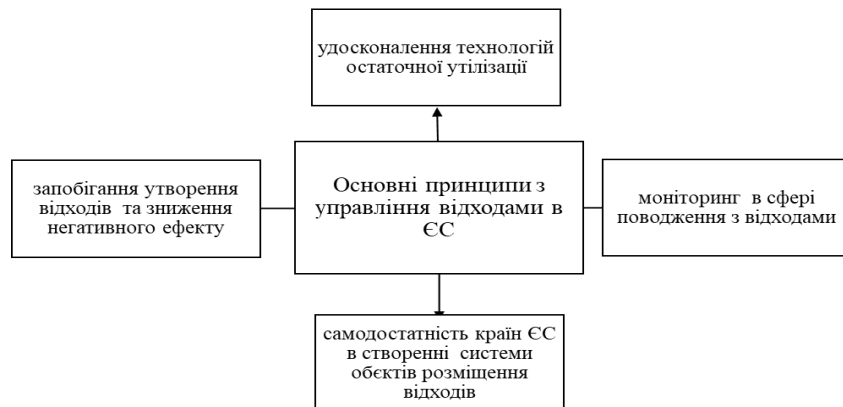 удосконалення технологій
остаточної утилізації
запобігання утворення
відходів та зниження
негативного ефекту
Основні принципи з
управління відходами в
ЄС
моніторинг в сфері
поводження з відходами
самодостатність країн ЄС
в створенні системи
обєктів розміщення
відходів